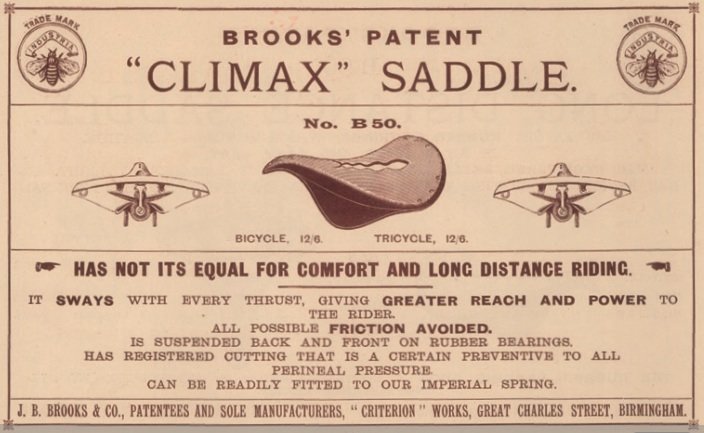 TRADE MARK
INDUSTRIA
TRADE MARK
INDUSTRIA
BROOKS' PATENT
"CLIMAX" SADDLE.
No. B 50.
BICYCLE, 12/6. TRICYCLE, 12/6.
HAS NOT ITS EQUAL FOR COMFORT AND LONG DISTANCE RIDING.
IT SWAYS WITH EVERY THRUST, GIVING GREATER REACH AND POWER TO
THE RIDER.
ALL POSSIBLE FRICTION AVOIDED.
IS SUSPENDED BACK AND FRONT ON RUBBER BEARINGS.
HAS REGISTERED CUTTING THAT IS A CERTAIN PREVENTIVE TO ALL
PERINEAL PRESSURE.
CAN BE READILY FITTED TO OUR IMPERIAL SPRING.
J. B. BROOKS & CO., PATENTEES AND SOLE MANUFACTURERS, "CRITERION" WORKS, GREAT CHARLES STREET, BIRMINGHAM.